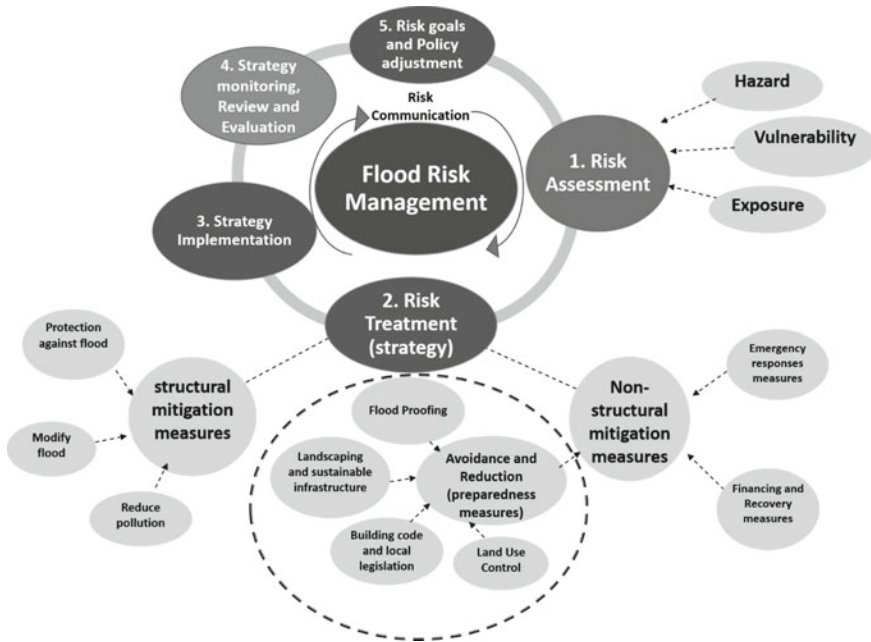 5. Risk goals
and Policy
adjustment
4. Strategy
monitoring,
Review and
Evaluation
Risk
Communication
Hazard
Vulnerability
Exposure
1. Risk
Assessment
Flood Risk
Management
3. Strategy
Implementation
2. Risk
Treatment
(strategy)
Protection
against flood
structural
mitigation
measures
Modify
flood
Reduce
pollution
Flood Proofing
Landscaping
and sustainable
infrastructure
Avoidance and
Reduction
(preparedness
measures)
Building code
and local
legislation
Land Use
Control
Non-
structural
mitigation
measures
Emergency
responses
measures
Financing and
Recovery
measures